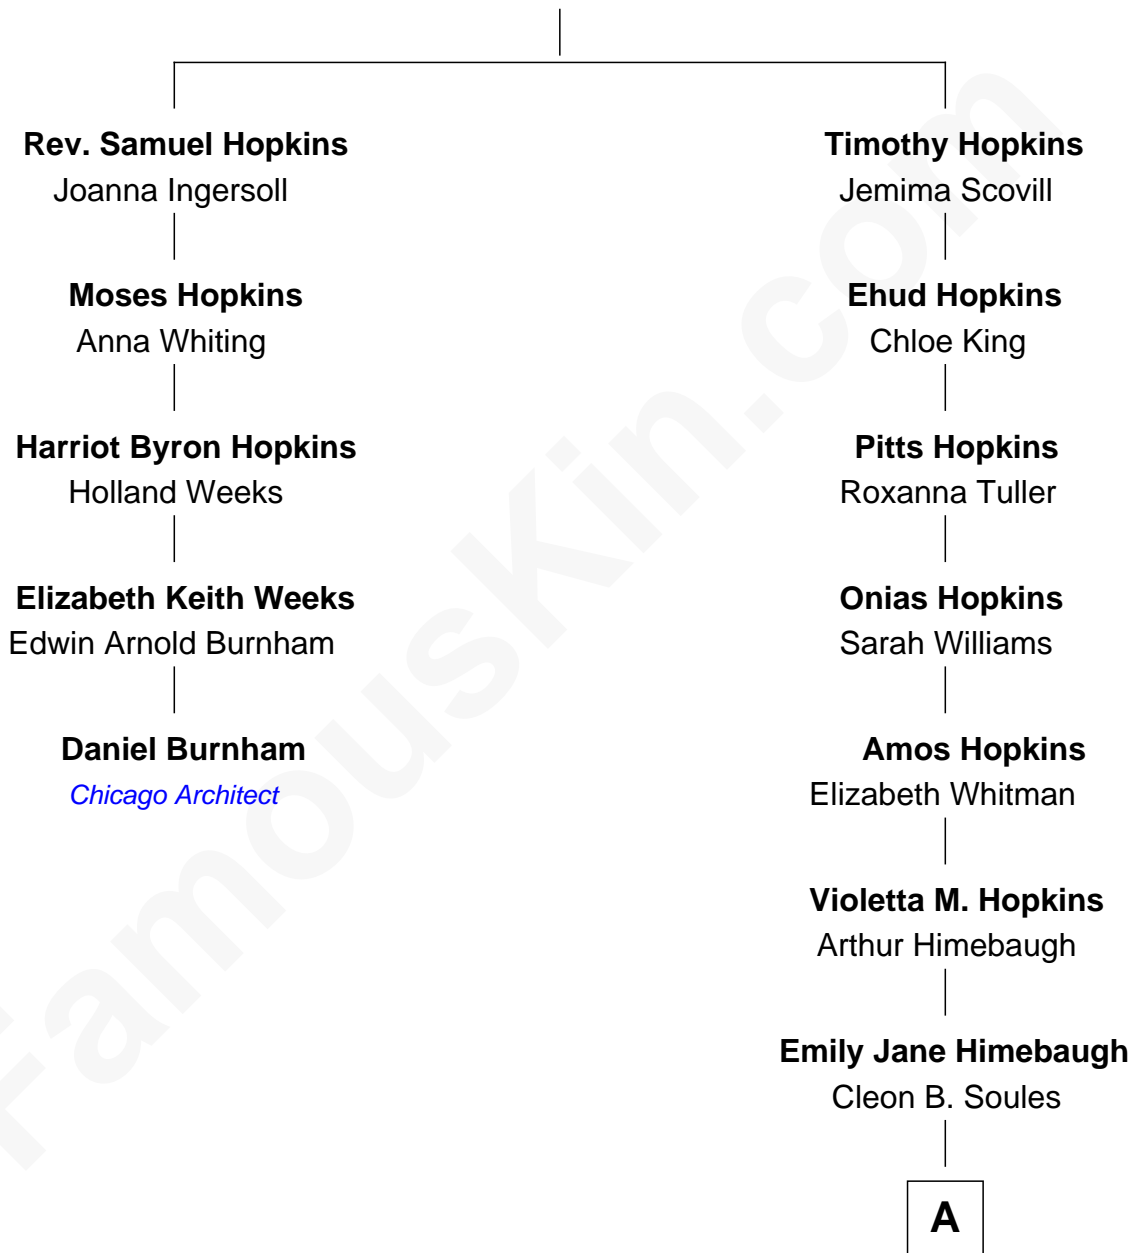 Rev. Samuel Hopkins
Joanna Ingersoll
Moses Hopkins
Anna Whiting
Harriot Byron Hopkins
Holland Weeks
Elizabeth Keith Weeks
Edwin Arnold Burnham
Daniel Burnham
Chicago Architect
Timothy Hopkins
Jemima Scovill
Ehud Hopkins
Chloe King
Pitts Hopkins
Roxanna Tuller
Onias Hopkins
Sarah Williams
Amos Hopkins
Elizabeth Whitman
Violetta M. Hopkins
Arthur Himebaugh
Emily Jane Himebaugh
Cleon B. Soules
A
FamousKin.com